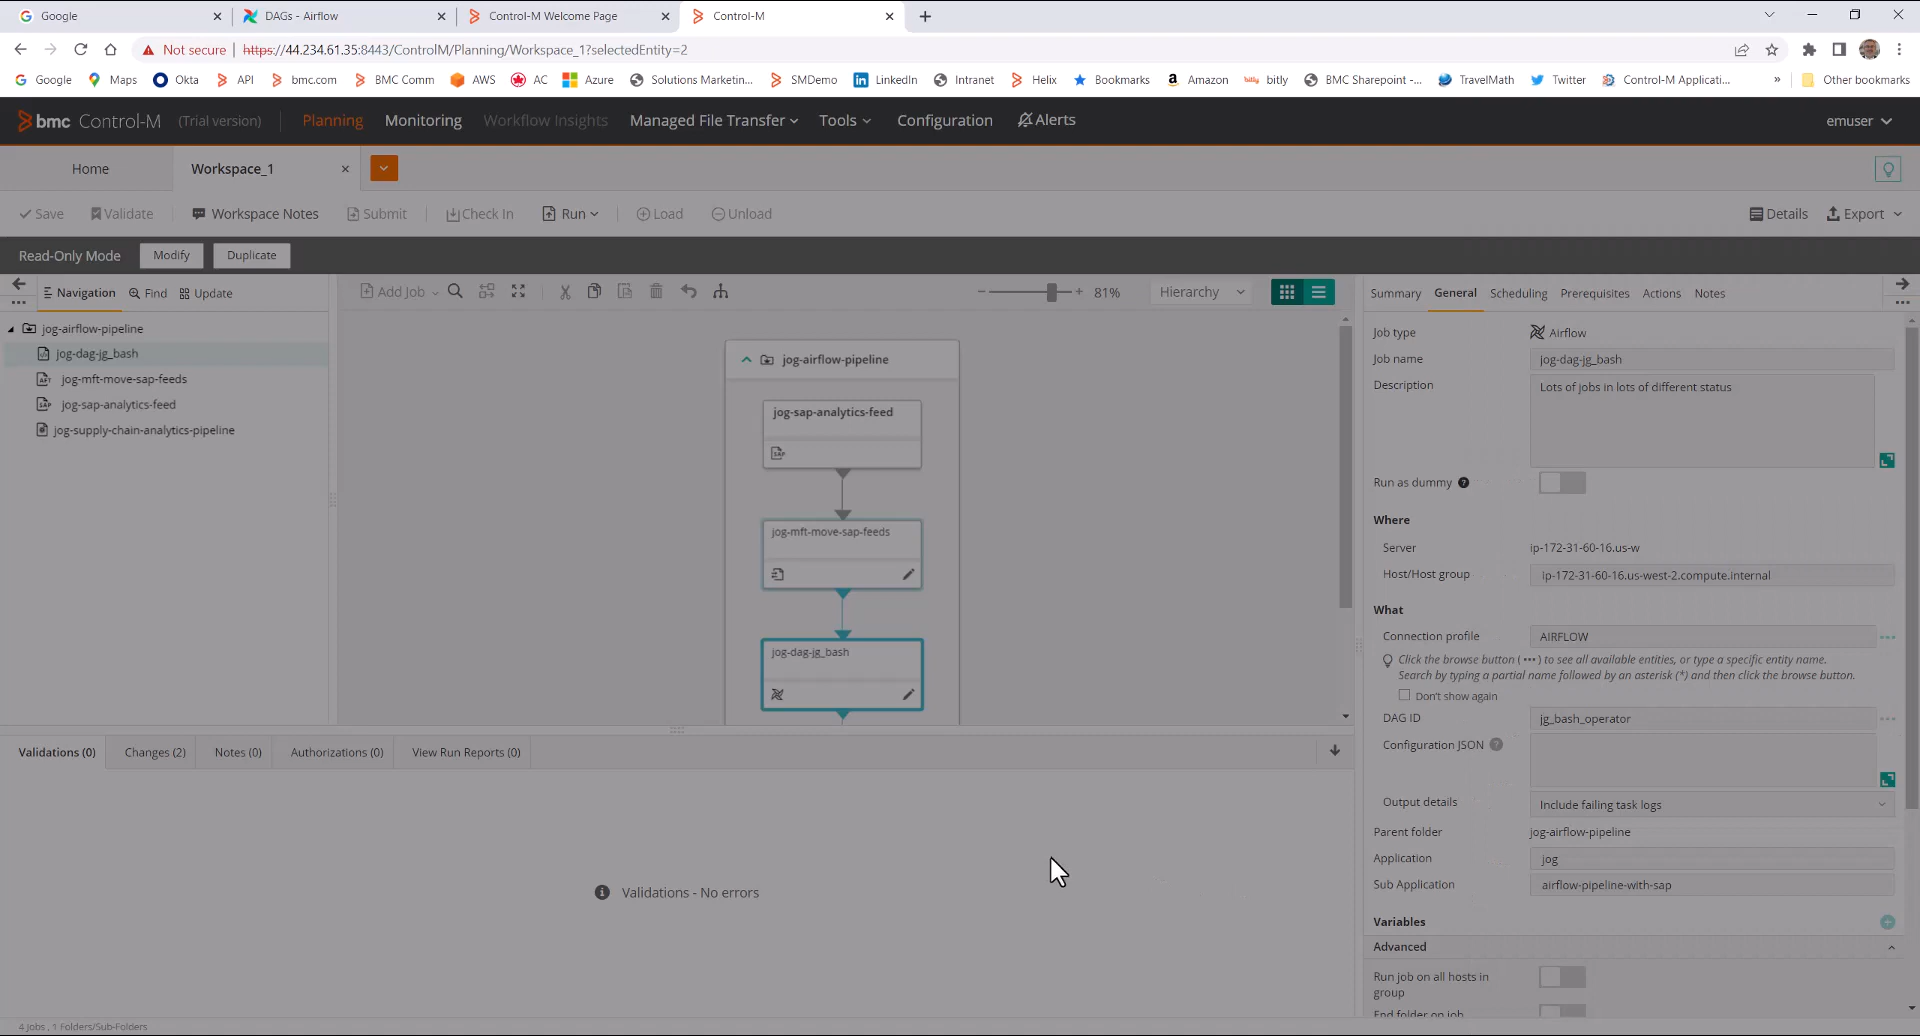 Google
DAGs - Airflow
Control-M Welcome Page
Control-M
Not secure
https://44.234.61.35:8443/ControlM/Planning/Workspace_1?selectedEntity=2
Google Maps Okta API bmc.com BMC Comm AWS AC Azure Solutions Marketin... SMDemo LinkedIn Intranet Helix Bookmarks Amazon bitly bitly BMC Sharepoint -... TravelMath Twitter Control-M Applicati... » Other bookmarks
bmc Control-M (Trial version) Planning Monitoring Workflow Insights Managed File Transfer Tools Configuration Alerts emuser
Home Workspace_1
Save Validate Workspace Notes Submit Check In Run Load Unload Details Export
Read-Only Mode Modify Duplicate
Navigation Find Update
Add Job 81% Hierarchy
Summary General Scheduling Prerequisites Actions Notes
jog-airflow-pipeline
jog-dag-jg_bash
jog-mft-move-sap-feeds
jog-sap-analytics-feed
jog-supply-chain-analytics-pipeline
jog-airflow-pipeline
jog-sap-analytics-feed
SAP
jog-mft-move-sap-feeds
jog-dag-jg_bash
Job type Airflow
Job name jog-dag-jg_bash
Description Lots of jobs in lots of different status
Run as dummy ?
Where
Server ip-172-31-60-16.us-w
Host/Host group ip-172-31-60-16.us-west-2.compute.internal
What
Connection profile AIRFLOW
Click the browse button (•••) to see all available entities, or type a specific entity name.
Search by typing a partial name followed by an asterisk (*) and then click the browse button.
Don't show again
DAG ID jg_bash_operator
Configuration JSON ?
Output details Include failing task logs
Parent folder jog-airflow-pipeline
Application jog
Sub Application airflow-pipeline-with-sap
Variables
Advanced
Run job on all hosts in
group
End folder on job
Validations (0) Changes (2) Notes (0) Authorizations (0) View Run Reports (0)
Validations - No errors
4 Jobs , 1 Folders/Sub-Folders